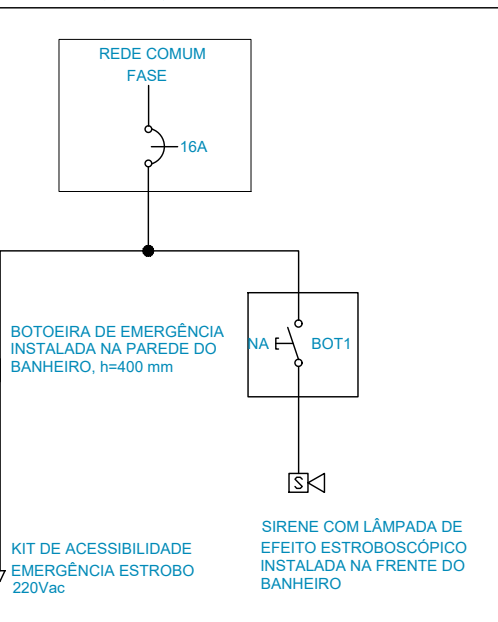 REDE COMUM
FASE
16A
BOTOEIRA DE EMERGÊNCIA
INSTALADA NA PAREDE DO
BANHEIRO, h=400 mm
NA
BOT1
S
SIRENE COM LÂMPADA DE
EFEITO ESTROBOSCÓPICO
INSTALADA NA FRENTE DO
BANHEIRO
KIT DE ACESSIBILIDADE
EMERGÊNCIA ESTROBO
220Vac